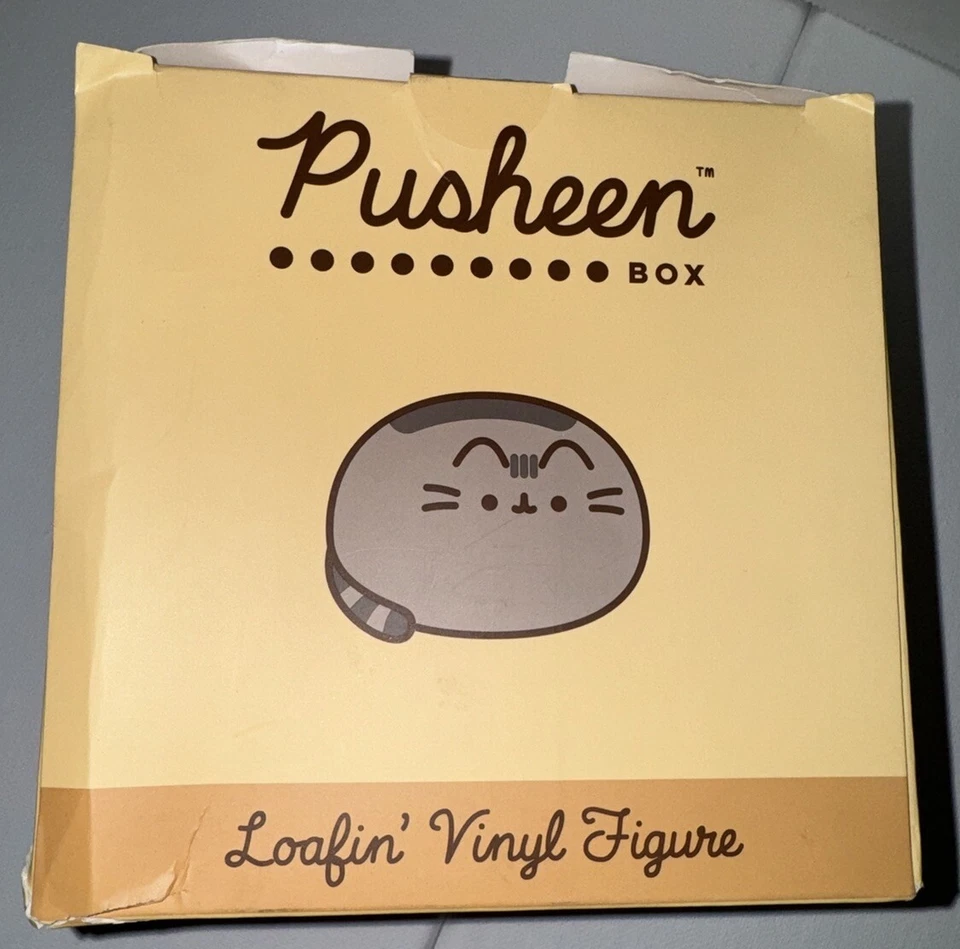 Pusheen™
BOX
Loafin' Vinyl Figure